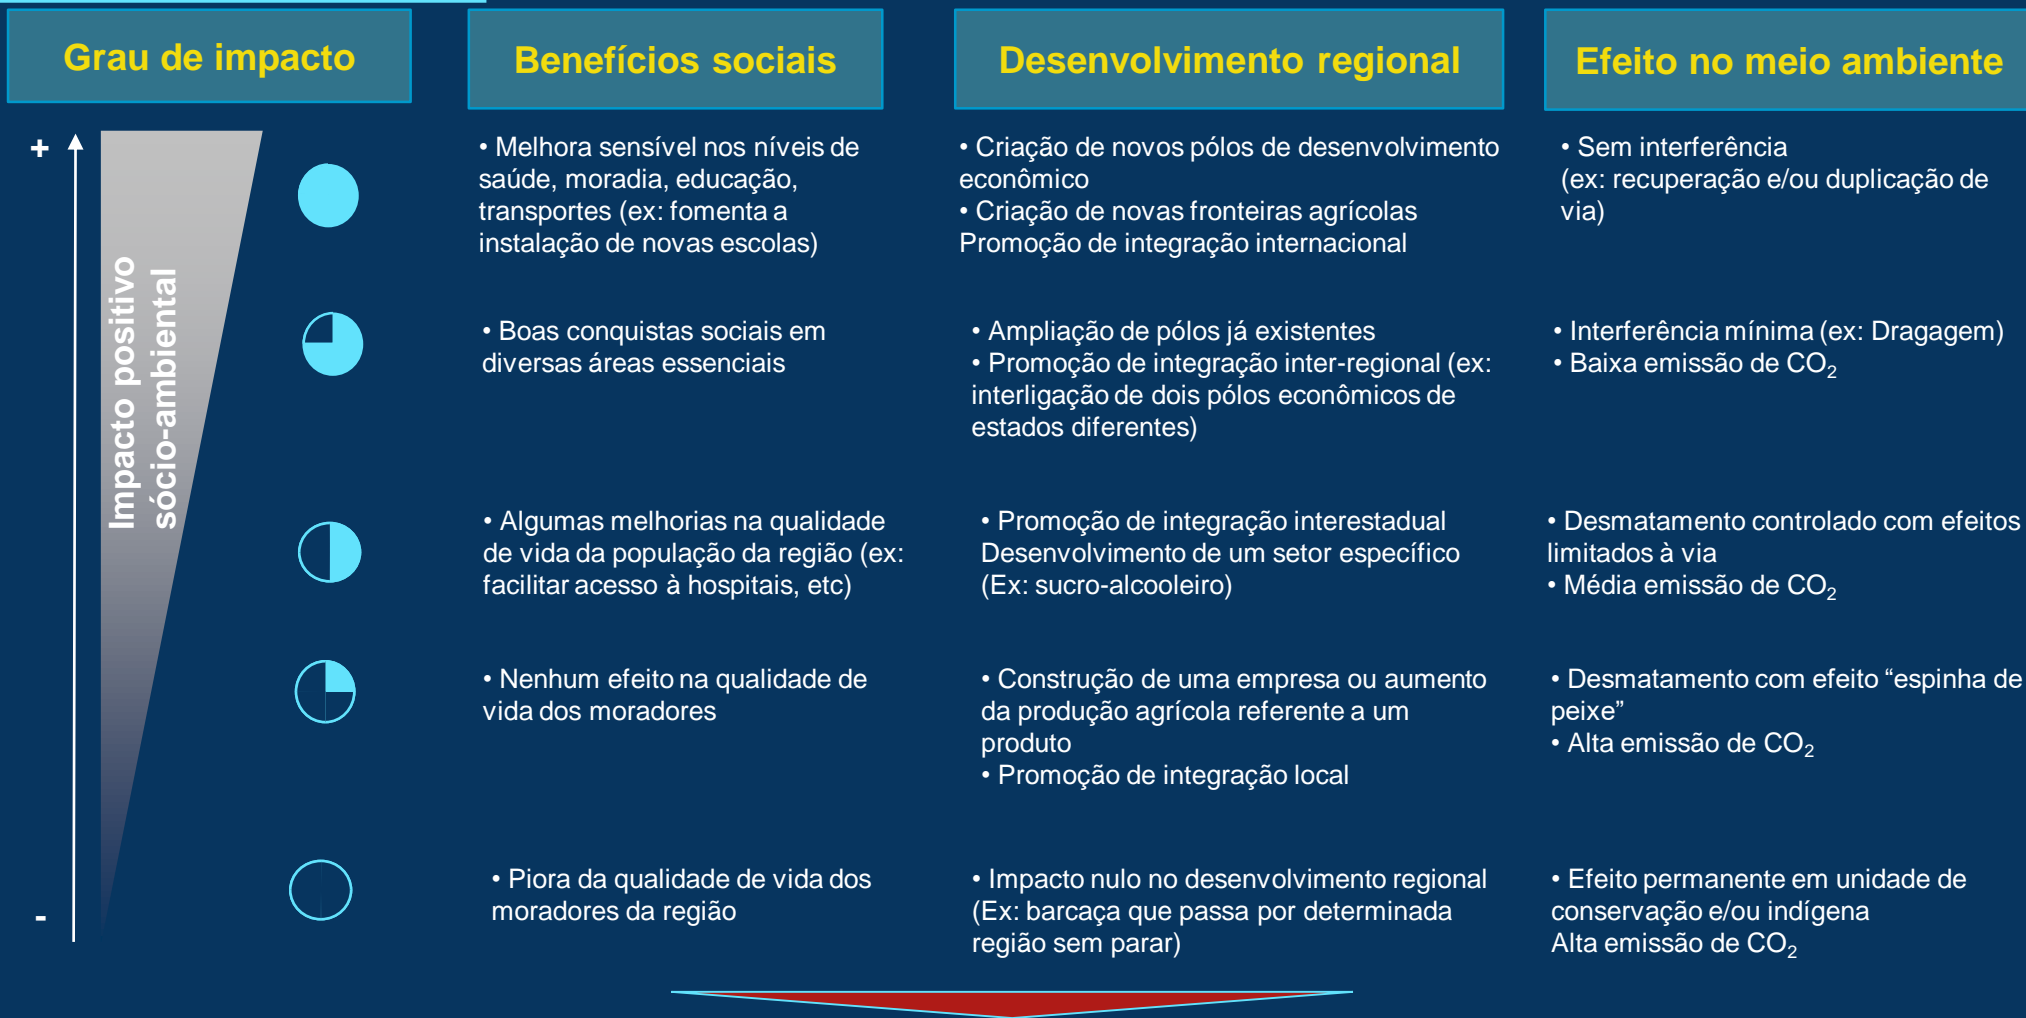 Grau de impacto
Benefícios sociais
Desenvolvimento regional
Efeito no meio ambiente
+
Impacto positivo
sócio-ambiental
-
• Melhora sensível nos níveis de
saúde, moradia, educação,
transportes (ex: fomenta a
instalação de novas escolas)
• Criação de novos pólos de desenvolvimento
econômico
• Criação de novas fronteiras agrícolas
Promoção de integração internacional
• Sem interferência
(ex: recuperação e/ou duplicação de
via)
• Boas conquistas sociais em
diversas áreas essenciais
• Ampliação de pólos já existentes
• Promoção de integração inter-regional (ex:
interligação de dois pólos econômicos de
estados diferentes)
• Interferência mínima (ex: Dragagem)
• Baixa emissão de CO₂
• Algumas melhorias na qualidade
de vida da população da região (ex:
facilitar acesso à hospitais, etc)
• Promoção de integração interestadual
Desenvolvimento de um setor específico
(Ex: sucro-alcooleiro)
• Desmatamento controlado com efeitos
limitados à via
• Média emissão de CO₂
• Nenhum efeito na qualidade de
vida dos moradores
• Construção de uma empresa ou aumento
da produção agrícola referente a um
produto
• Promoção de integração local
• Desmatamento com efeito “espinha de
peixe”
• Alta emissão de CO₂
• Piora da qualidade de vida dos
moradores da região
• Impacto nulo no desenvolvimento regional
(Ex: barcaça que passa por determinada
região sem parar)
• Efeito permanente em unidade de
conservação e/ou indígena
Alta emissão de CO₂